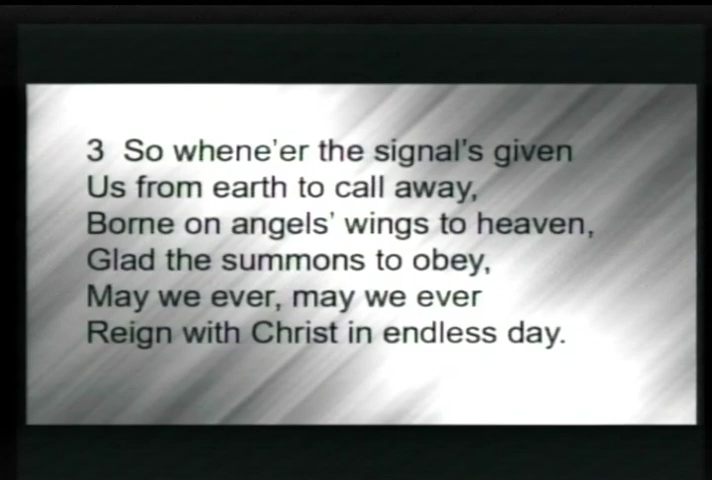 3 So whene'er the signal's given
Us from earth to call away,
Borne on angels' wings to heaven,
Glad the summons to obey,
May we ever, may we ever
Reign with Christ in endless day.